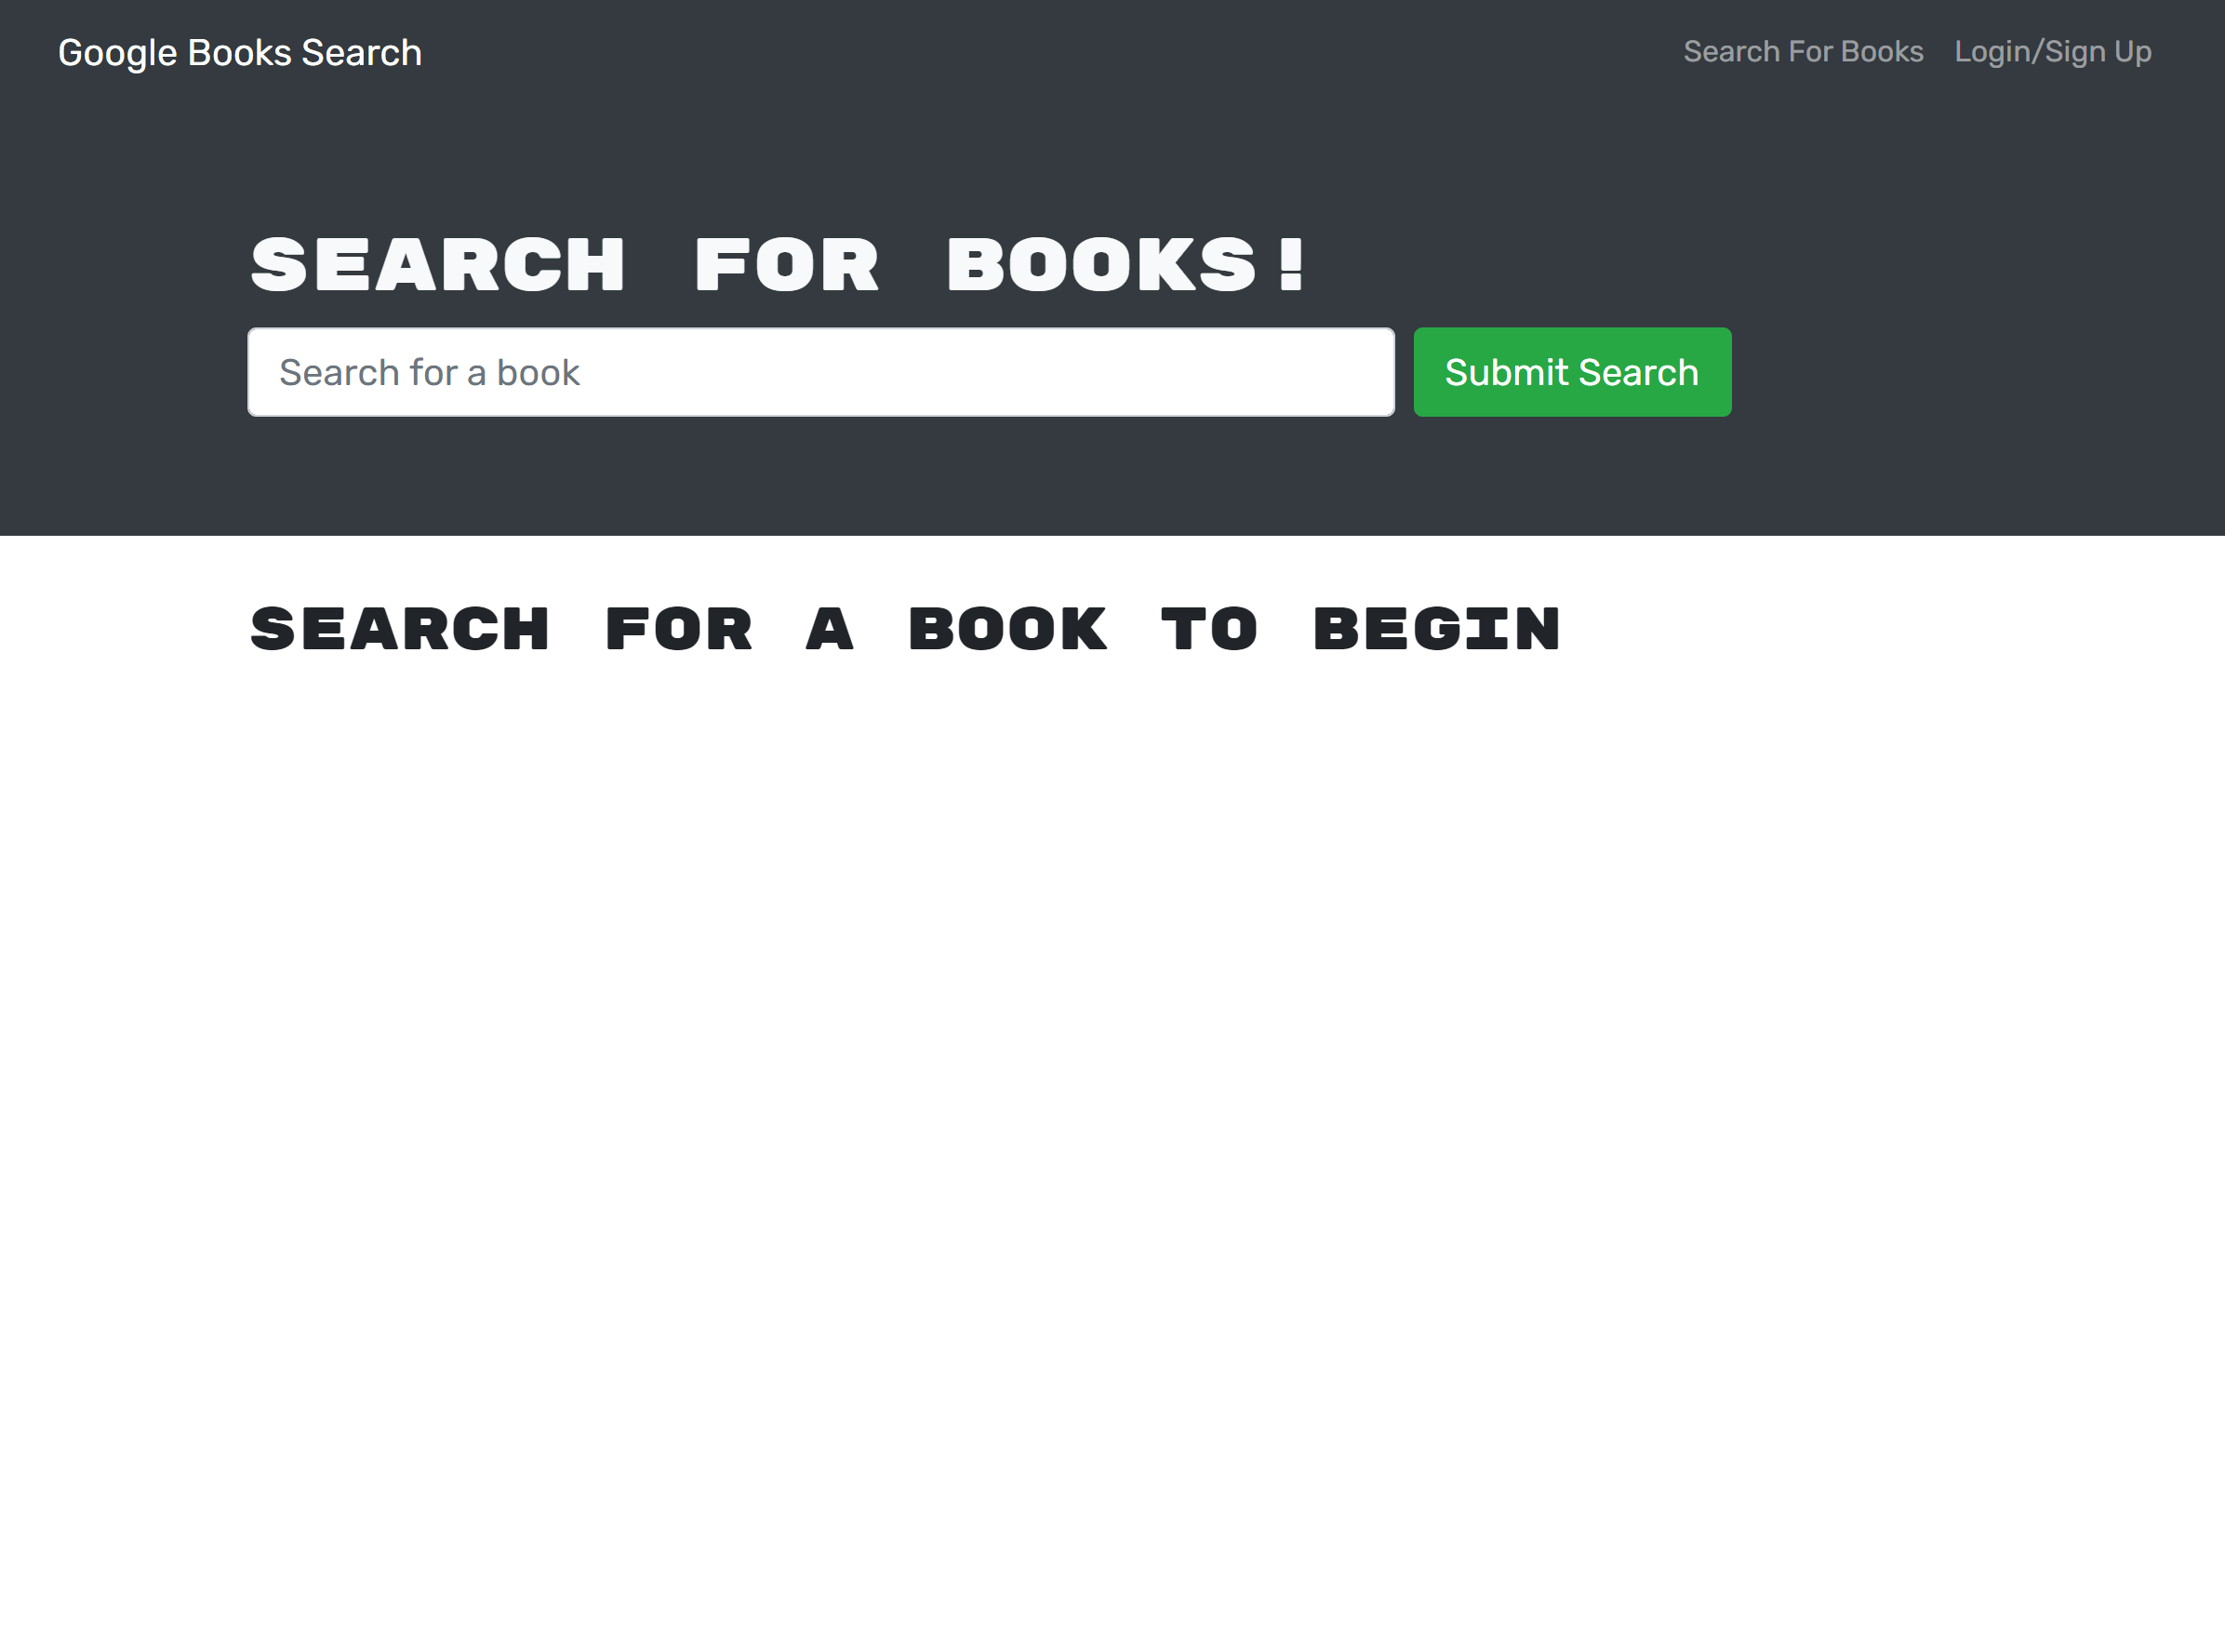 Google Books Search
Search For Books
Login/Sign Up
SEARCH FOR BOOKS!
Search for a book
Submit Search
SEARCH FOR A BOOK TO BEGIN